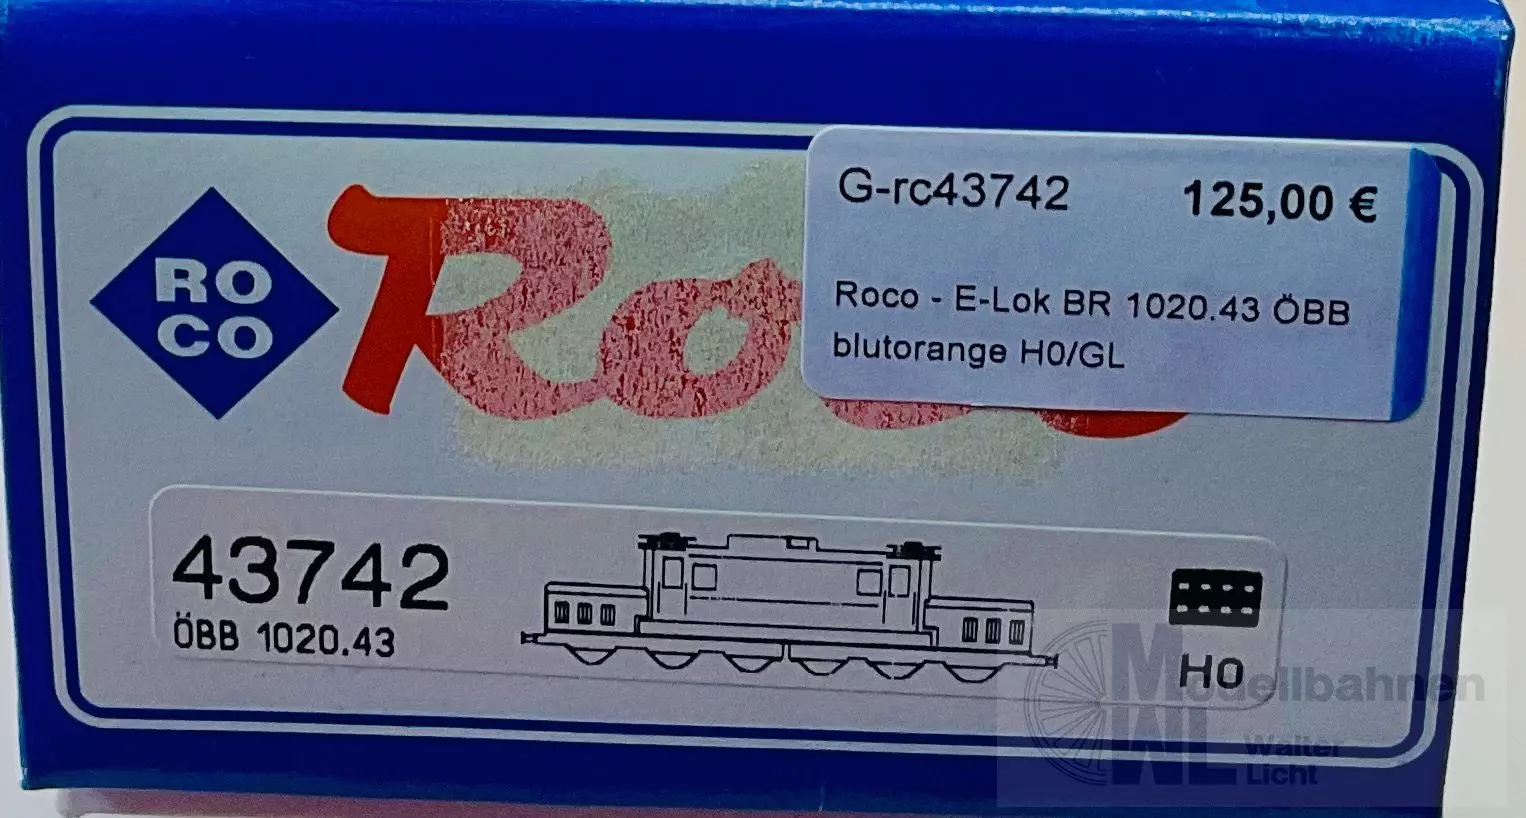 RO
CO
Roco
G-rc43742 125,00 €
Roco - E-Lok BR 1020.43 ÖBB
blutorange H0/GL
43742
ÖBB 1020.43
H0
Modellbahnen
WL Walter
Licht